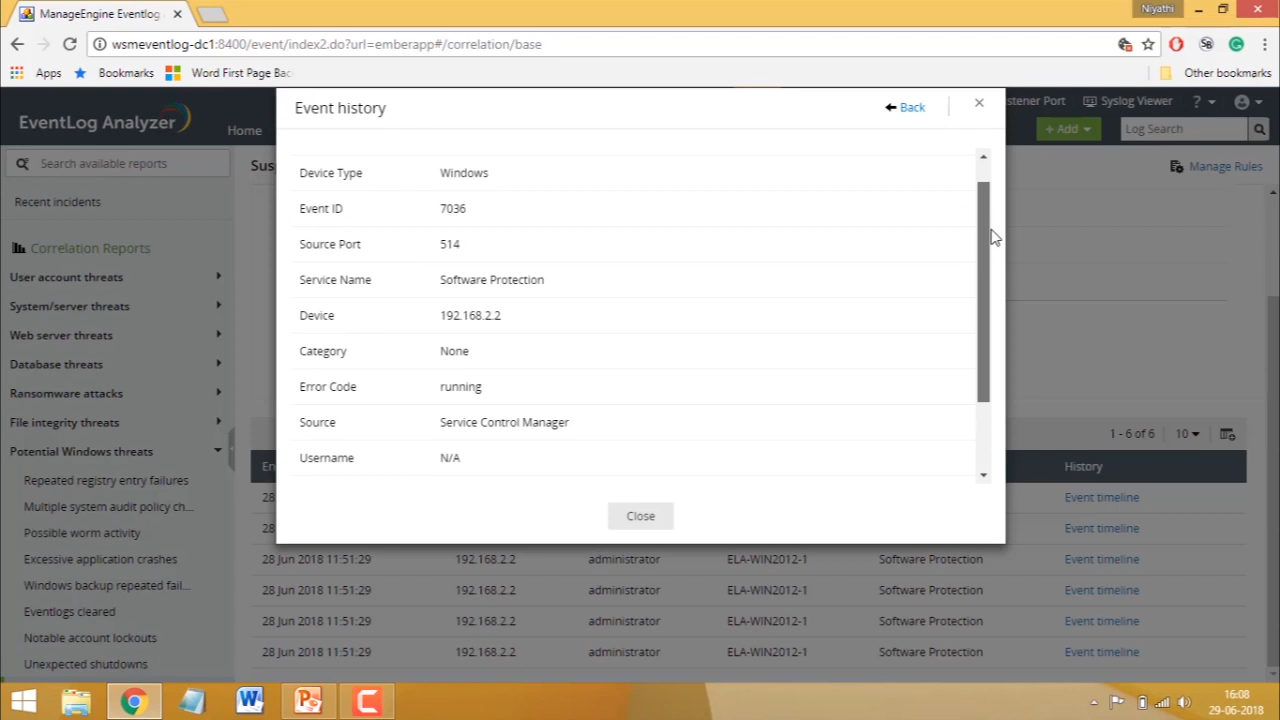 ManageEngine Eventlog
Niyathi
wsmeventlog-dc1:8400/event/index2.do?url=emberapp#/correlation/base
Apps Bookmarks Word First Page Bac Other bookmarks
EventLog Analyzer
Home
stener Port Syslog Viewer ?
+ Add Log Search
Search available reports
Sus
Manage Rules
Recent incidents
Correlation Reports
User account threats
System/server threats
Web server threats
Database threats
Ransomware attacks
File integrity threats
Potential Windows threats
Repeated registry entry failures
Multiple system audit policy ch...
Possible worm activity
Excessive application crashes
Windows backup repeated fail...
Eventlogs cleared
Notable account lockouts
Unexpected shutdowns
Event history
Back
Device Type Windows
Event ID 7036
Source Port 514
Service Name Software Protection
Device 192.168.2.2
Category None
Error Code running
Source Service Control Manager
Username N/A
Close
1 - 6 of 6 10
En History
28 Event timeline
28 Event timeline
28 Jun 2018 11:51:29 192.168.2.2 administrator ELA-WIN2012-1 Software Protection Event timeline
28 Jun 2018 11:51:29 192.168.2.2 administrator ELA-WIN2012-1 Software Protection Event timeline
28 Jun 2018 11:51:29 192.168.2.2 administrator ELA-WIN2012-1 Software Protection Event timeline
28 Jun 2018 11:51:29 192.168.2.2 administrator ELA-WIN2012-1 Software Protection Event timeline
16:08
29-06-2018